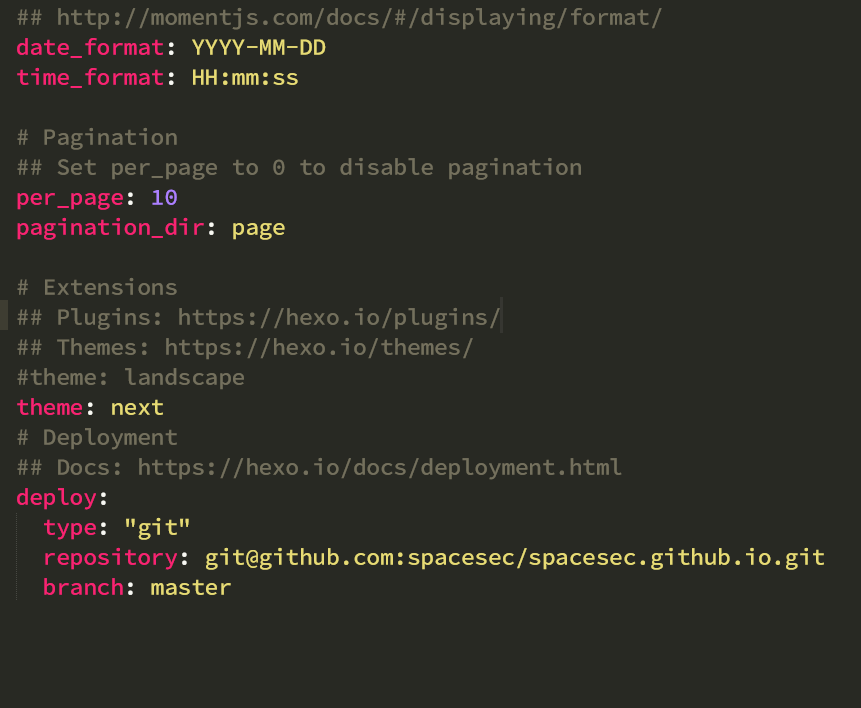 ## http://momentjs.com/docs/#/displaying/format/
date_format: YYYY-MM-DD
time_format: HH:mm:ss
# Pagination
## Set per_page to 0 to disable pagination
per_page: 10
pagination_dir: page
# Extensions
## Plugins: https://hexo.io/plugins/
## Themes: https://hexo.io/themes/
#theme: landscape
theme: next
# Deployment
## Docs: https://hexo.io/docs/deployment.html
deploy:
  type: "git"
  repository: git@github.com:spacesec/spacesec.github.io.git
  branch: master